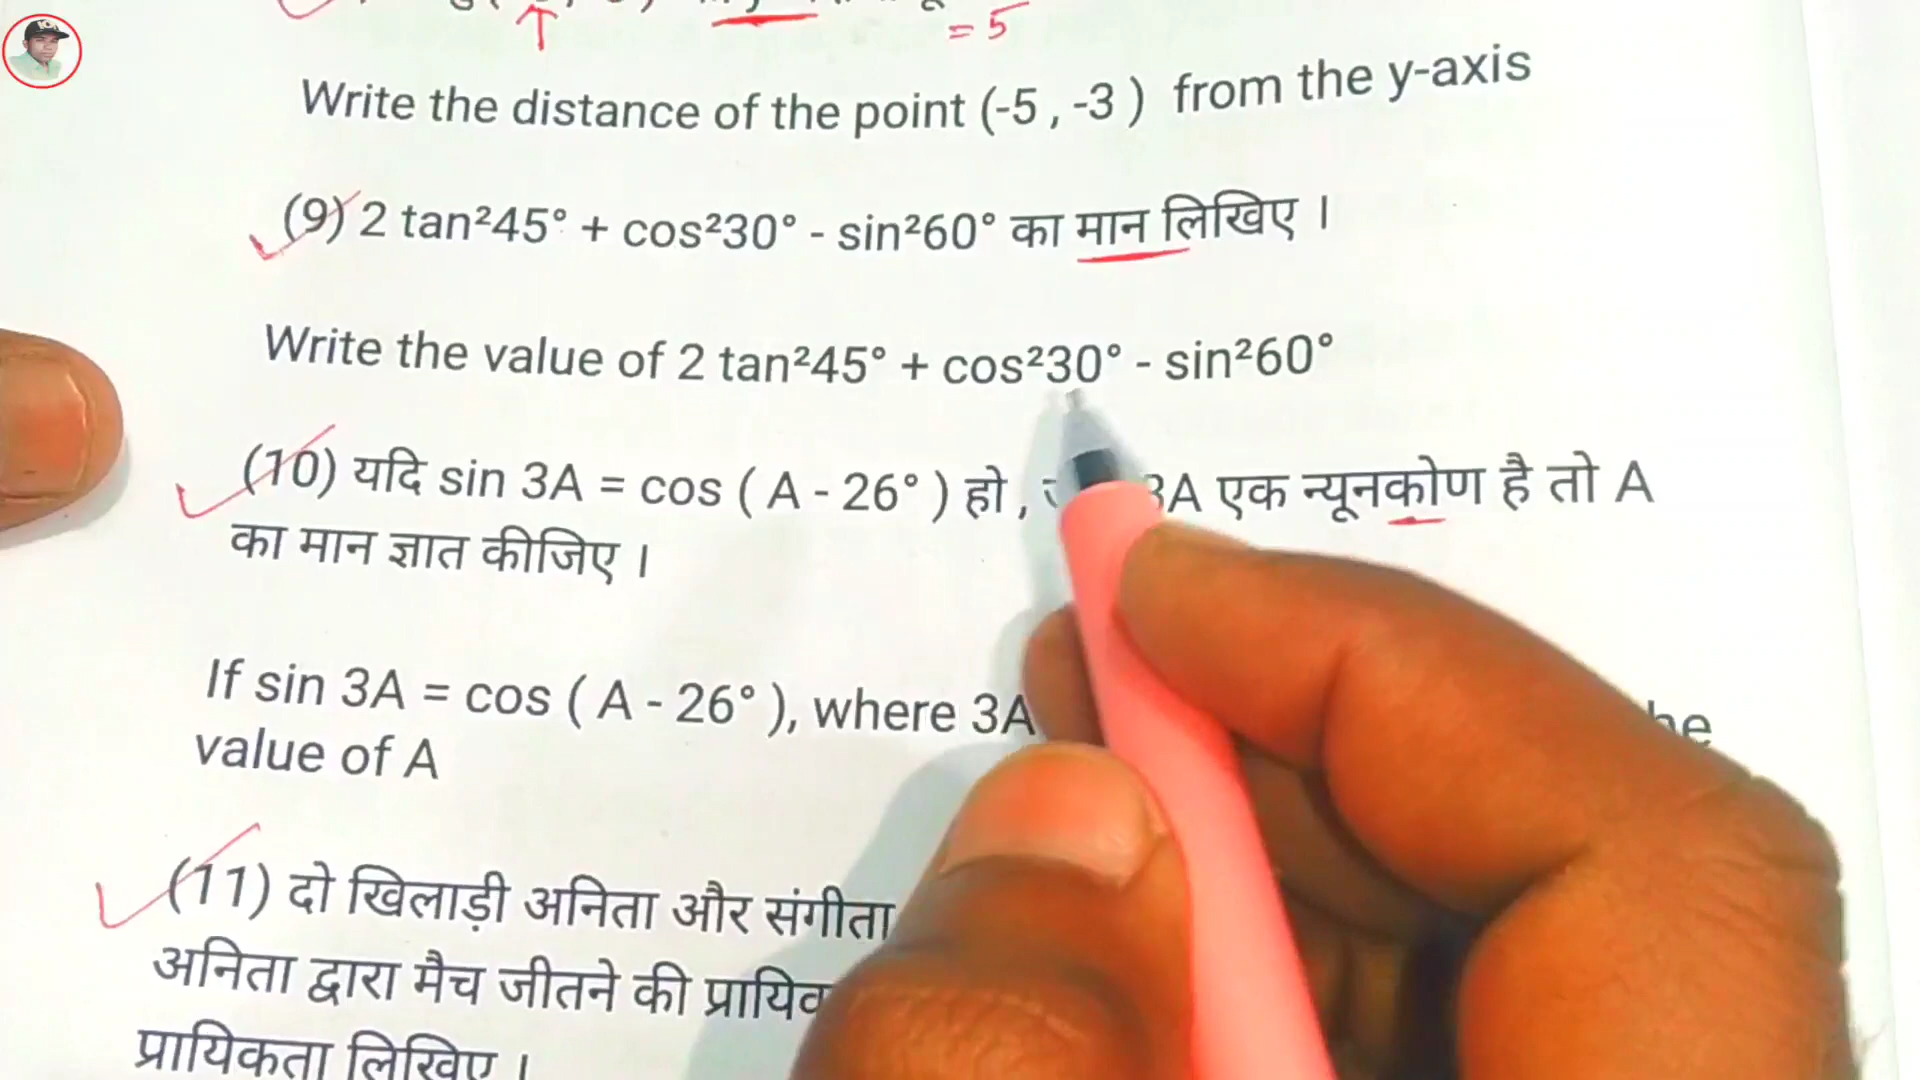 = 5
Write the distance of the point (-5 , -3 ) from the y-axis
(9) 2 tan²45° + cos²30° - sin²60° का मान लिखिए ।
Write the value of 2 tan²45° + cos²30° - sin²60°
(10) यदि sin 3A = cos ( A - 26° ) हो , 3A एक न्यूनकोण है तो A
का मान ज्ञात कीजिए ।
If sin 3A = cos ( A - 26° ), where 3A
value of A
(11) दो खिलाड़ी अनिता और संगीता
अनिता द्वारा मैच जीतने की
प्रायिकता लिखिए ।